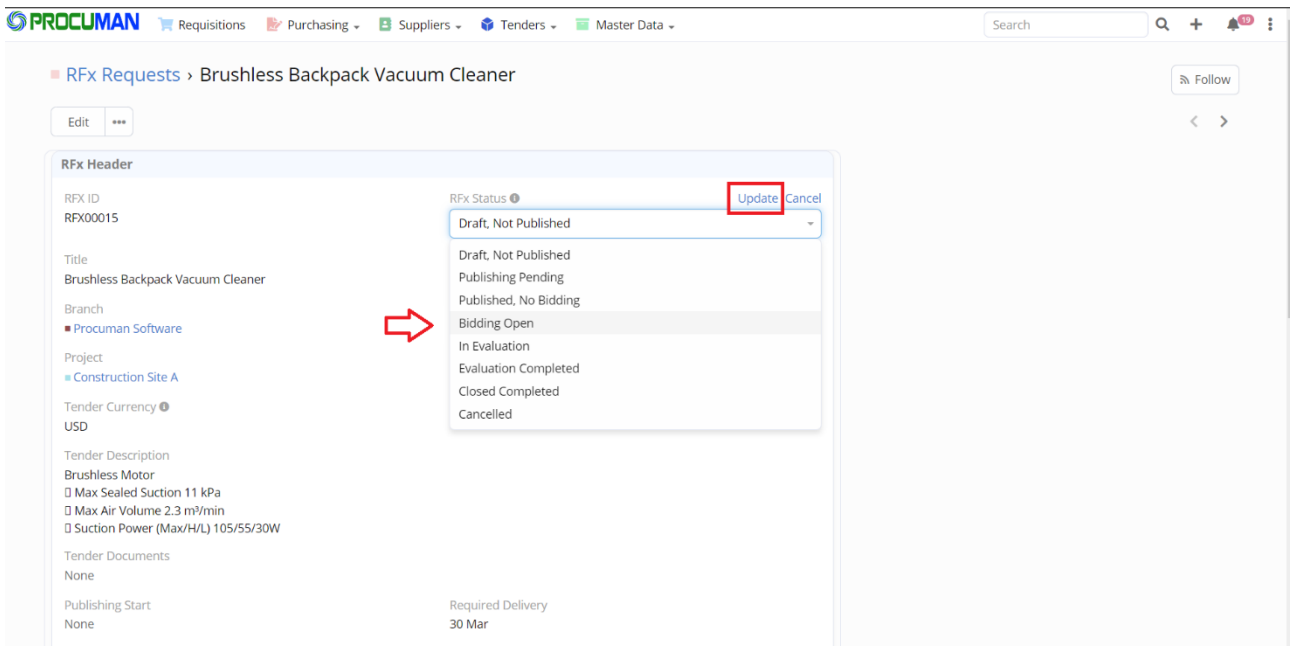 PROCUMAN Requisitions Purchasing Suppliers Tenders Master Data Search 19
RFx Requests › Brushless Backpack Vacuum Cleaner Follow
Edit •••
RFx Header
RFX ID
RFX00015
RFx Status Update Cancel
Draft, Not Published
Draft, Not Published
Publishing Pending
Published, No Bidding
Bidding Open
In Evaluation
Evaluation Completed
Closed Completed
Cancelled
Title
Brushless Backpack Vacuum Cleaner
Branch
Procuman Software
Project
Construction Site A
Tender Currency
USD
Tender Description
Brushless Motor
▯ Max Sealed Suction 11 kPa
▯ Max Air Volume 2.3 m³/min
▯ Suction Power (Max/H/L) 105/55/30W
Tender Documents
None
Publishing Start
None
Required Delivery
30 Mar